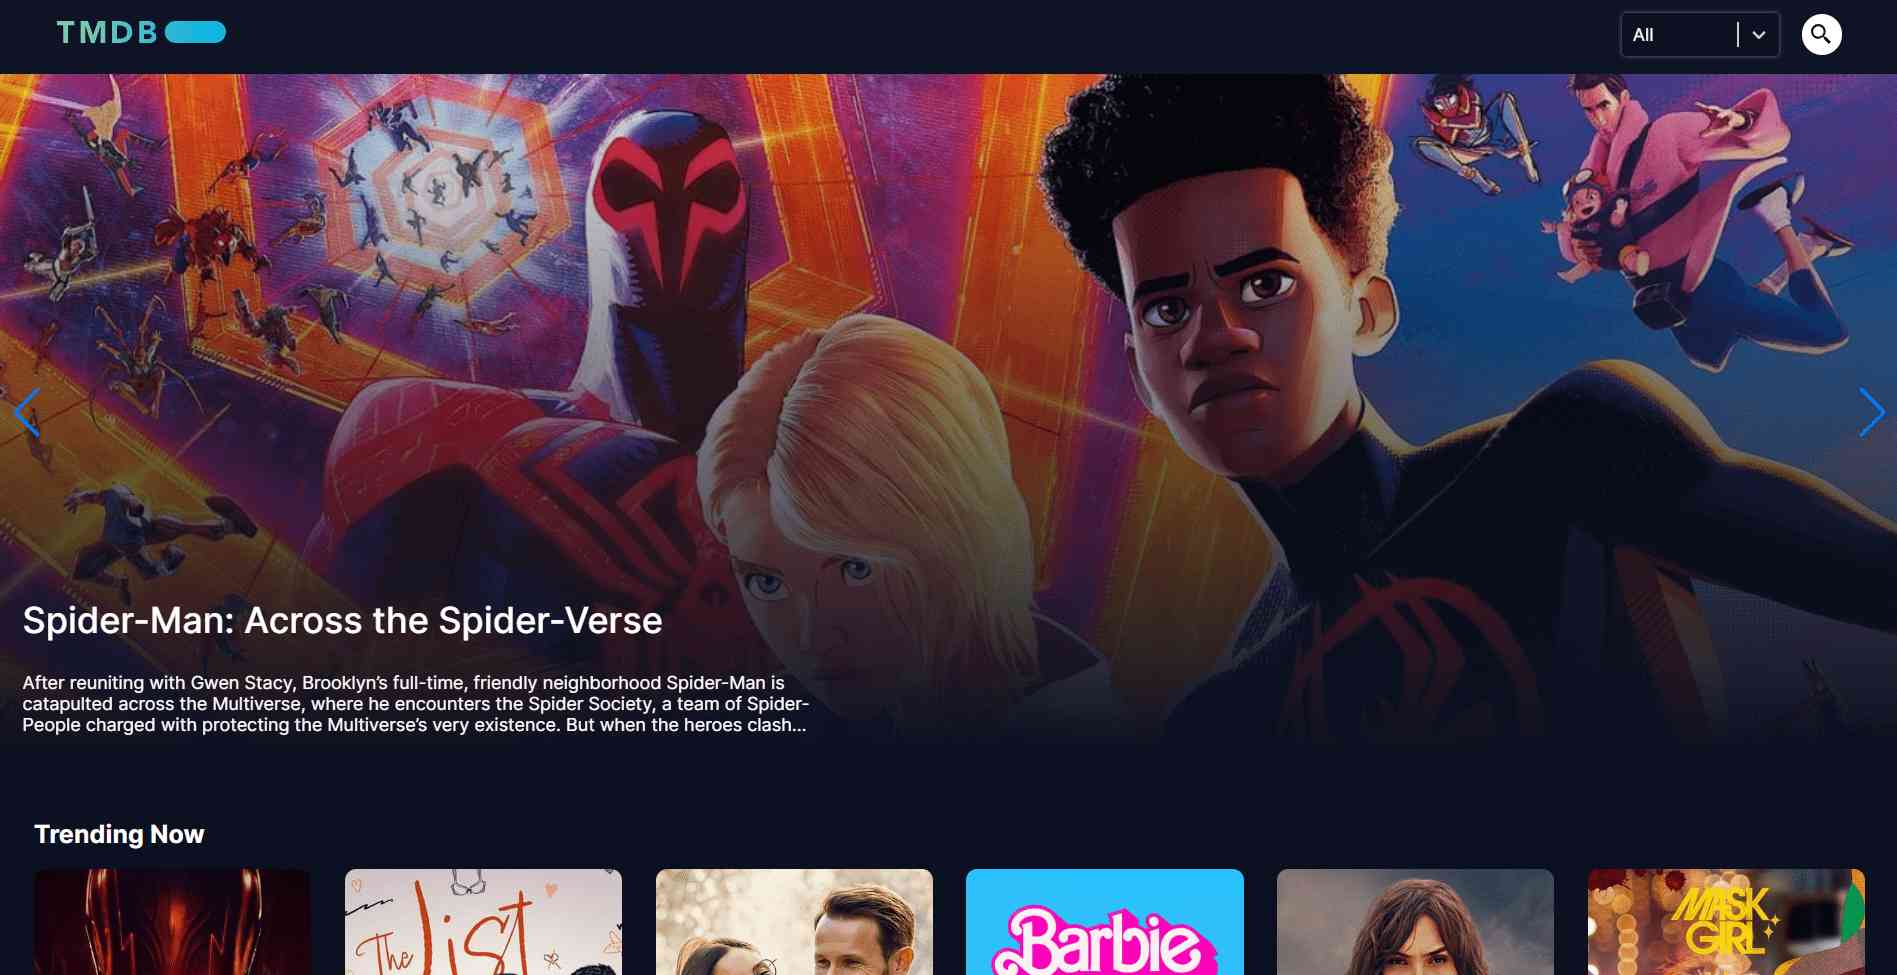 TMDB
All
Spider-Man: Across the Spider-Verse
After reuniting with Gwen Stacy, Brooklyn’s full-time, friendly neighborhood Spider-Man is
catapulted across the Multiverse, where he encounters the Spider Society, a team of Spider-
People charged with protecting the Multiverse’s very existence. But when the heroes clash...
Trending Now
The list
Barbie
MASK
GIRL